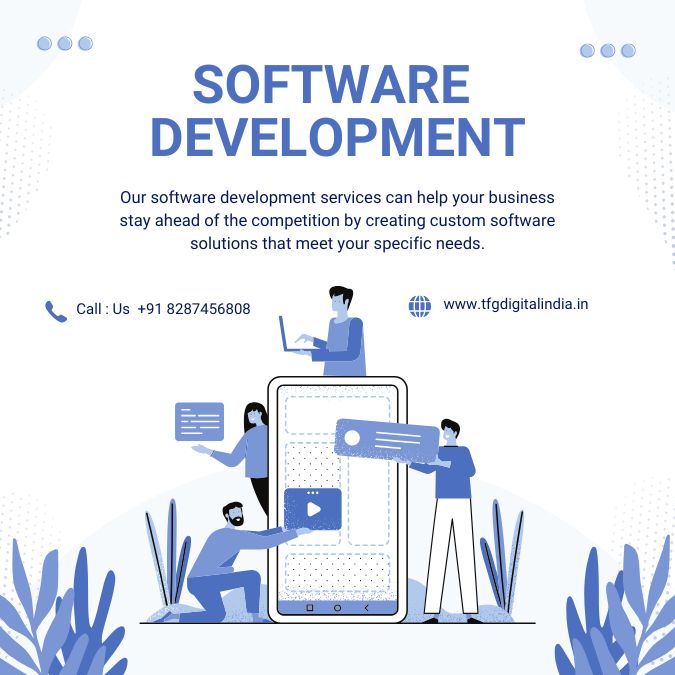 SOFTWARE
DEVELOPMENT
Our software development services can help your business
stay ahead of the competition by creating custom software
solutions that meet your specific needs.
Call : Us +91 8287456808
www.tfgdigitalindia.in